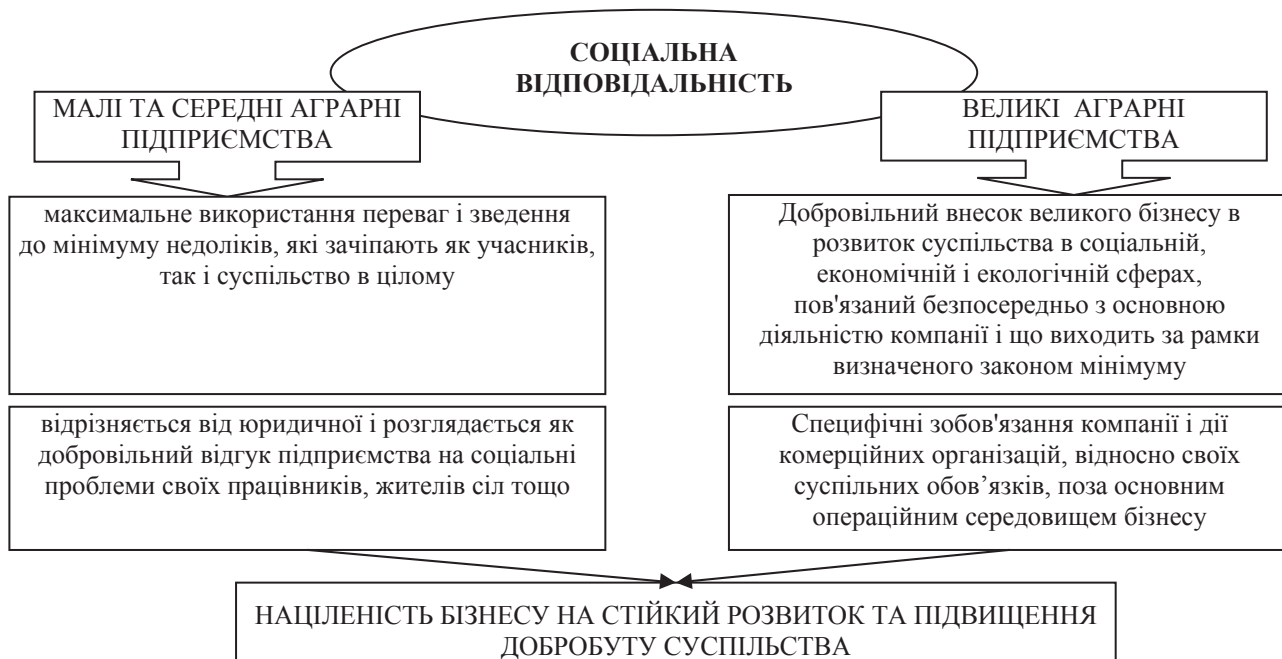 СОЦІАЛЬНА
ВІДПОВІДАЛЬНІСТЬ
МАЛІ ТА СЕРЕДНІ АГРАРНІ
ПІДПРИЄМСТВА
ВЕЛИКІ АГРАРНІ
ПІДПРИЄМСТВА
максимальне використання переваг і зведення
до мінімуму недоліків, які зачіпають як учасників,
так і суспільство в цілому
Добровільний внесок великого бізнесу в
розвиток суспільства в соціальній,
економічній і екологічній сферах,
пов'язаний безпосередньо з основною
діяльністю компанії і що виходить за рамки
визначеного законом мінімуму
відрізняється від юридичної і розглядається як
добровільний відгук підприємства на соціальні
проблеми своїх працівників, жителів сіл тощо
Специфічні зобов'язання компанії і дії
комерційних організацій, відносно своїх
суспільних обов’язків, поза основним
операційним середовищем бізнесу
НАЦІЛЕНІСТЬ БІЗНЕСУ НА СТІЙКИЙ РОЗВИТОК ТА ПІДВИЩЕННЯ
ДОБРОБУТУ СУСПІЛЬСТВА